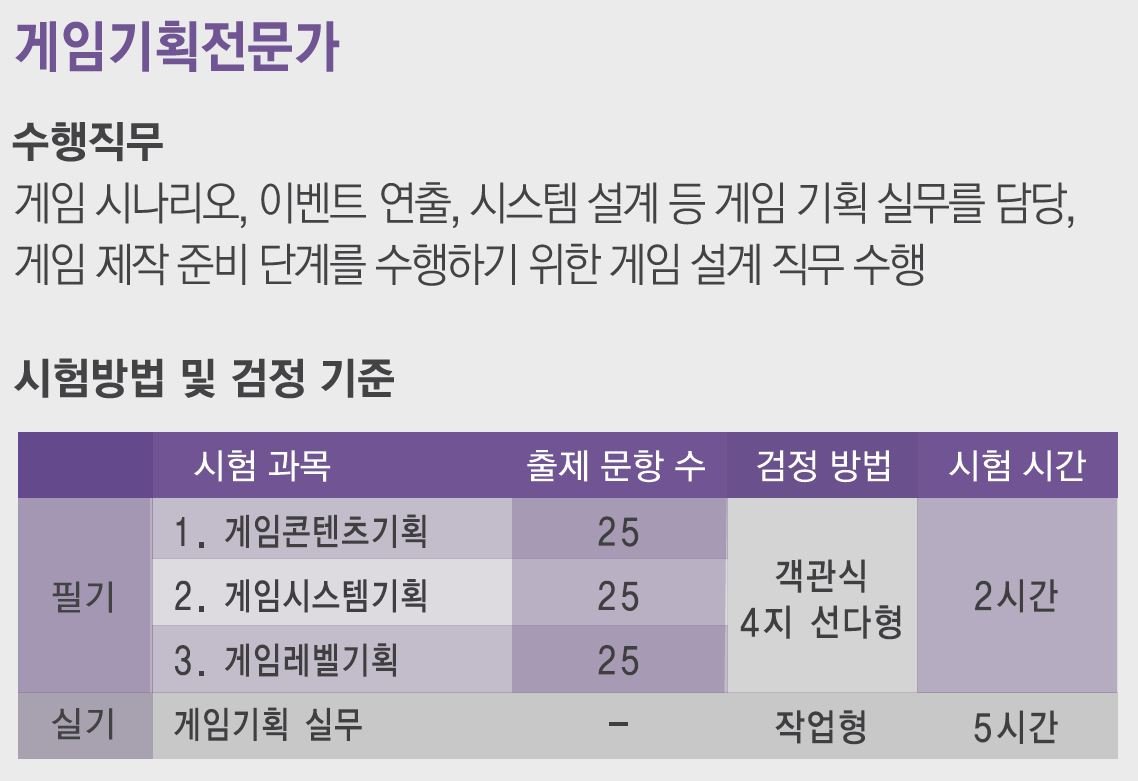 게임기획전문가
수행직무
게임 시나리오, 이벤트 연출, 시스템 설계 등 게임 기획 실무를 담당,
게임 제작 준비 단계를 수행하기 위한 게임 설계 직무 수행
시험방법 및 검정 기준
시험 과목 출제 문항 수 검정 방법 시험 시간
필기
1. 게임콘텐츠기획 25
2. 게임시스템기획 25
3. 게임레벨기획 25
객관식
4지 선다형
2시간
실기 게임기획 실무 – 작업형 5시간